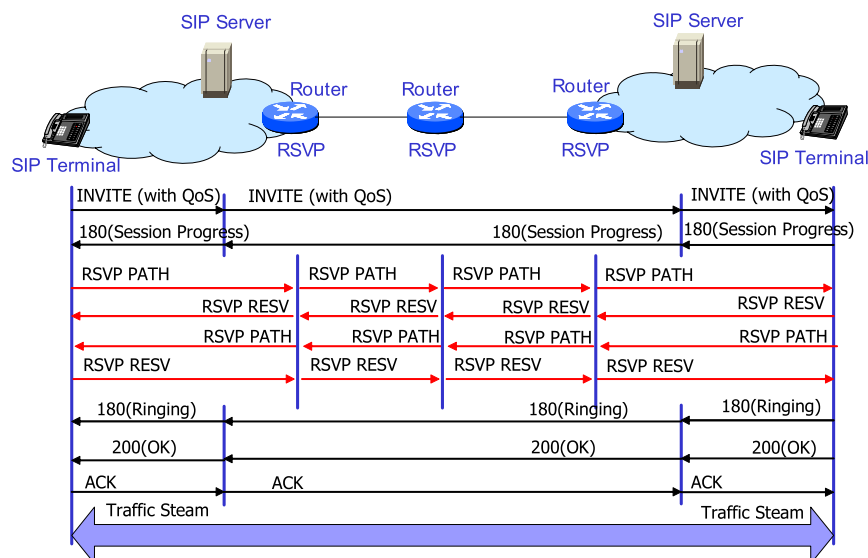 SIP Server
SIP Server
Router
Router
Router
RSVP
RSVP
RSVP
SIP Terminal
SIP Terminal
INVITE (with QoS)
INVITE (with QoS)
INVITE (with QoS)
180(Session Progress)
180(Session Progress)
180(Session Progress)
RSVP PATH
RSVP PATH
RSVP PATH
RSVP PATH
RSVP RESV
RSVP RESV
RSVP RESV
RSVP RESV
RSVP PATH
RSVP PATH
RSVP PATH
RSVP PATH
RSVP RESV
RSVP RESV
RSVP RESV
RSVP RESV
180(Ringing)
180(Ringing)
180(Ringing)
200(OK)
200(OK)
200(OK)
ACK
ACK
ACK
Traffic Steam
Traffic Steam